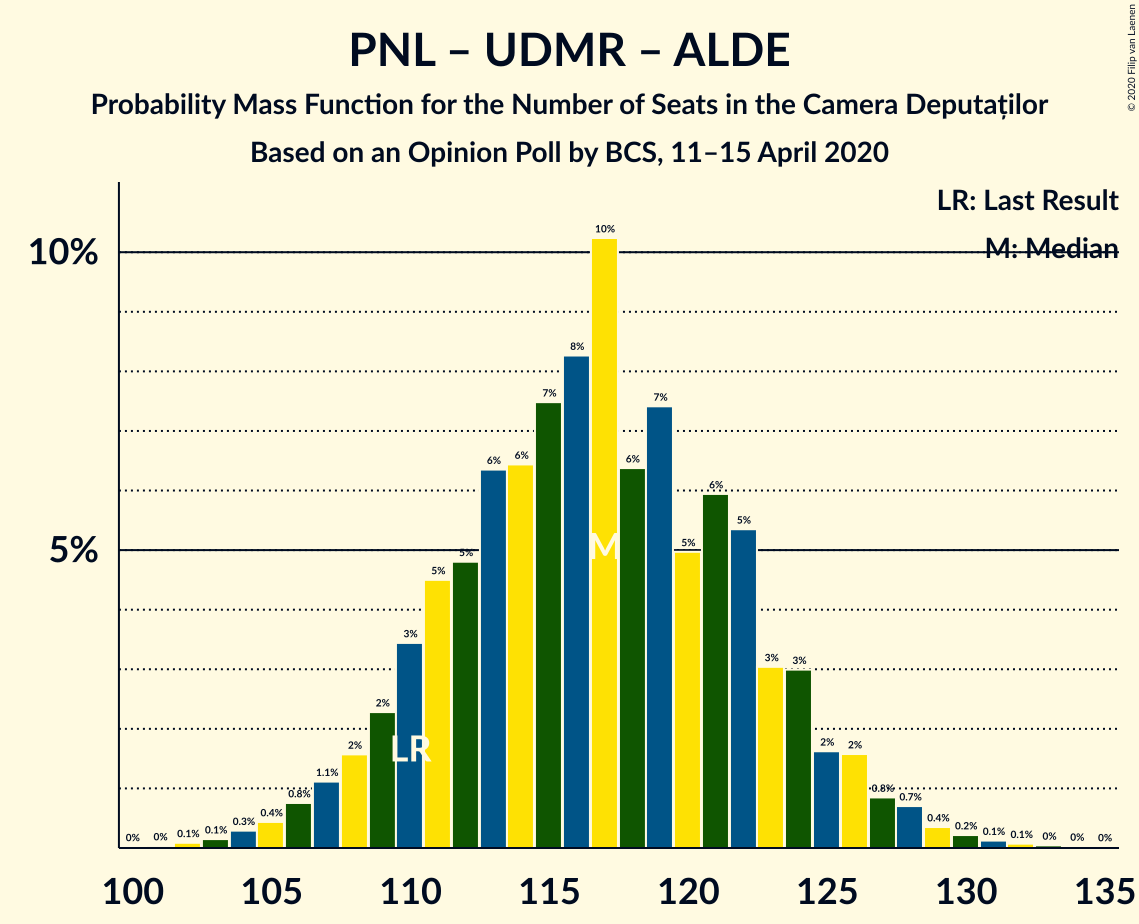 PNL – UDMR – ALDE
Probability Mass Function for the Number of Seats in the Camera Deputaților
Based on an Opinion Poll by BCS, 11–15 April 2020
© 2020 Filip van Laenen
LR: Last Result
M: Median
10%
5%
0% 0% 0.1% 0.1% 0.3% 0.4% 0.8% 1.1% 2% 2% 3% 5% 5% 6% 6% 7% 8% 10% 6% 7% 5% 6% 5% 3% 3% 2% 2% 0.8% 0.7% 0.4% 0.2% 0.1% 0.1% 0% 0% 0%
M
LR
100 105 110 115 120 125 130 135